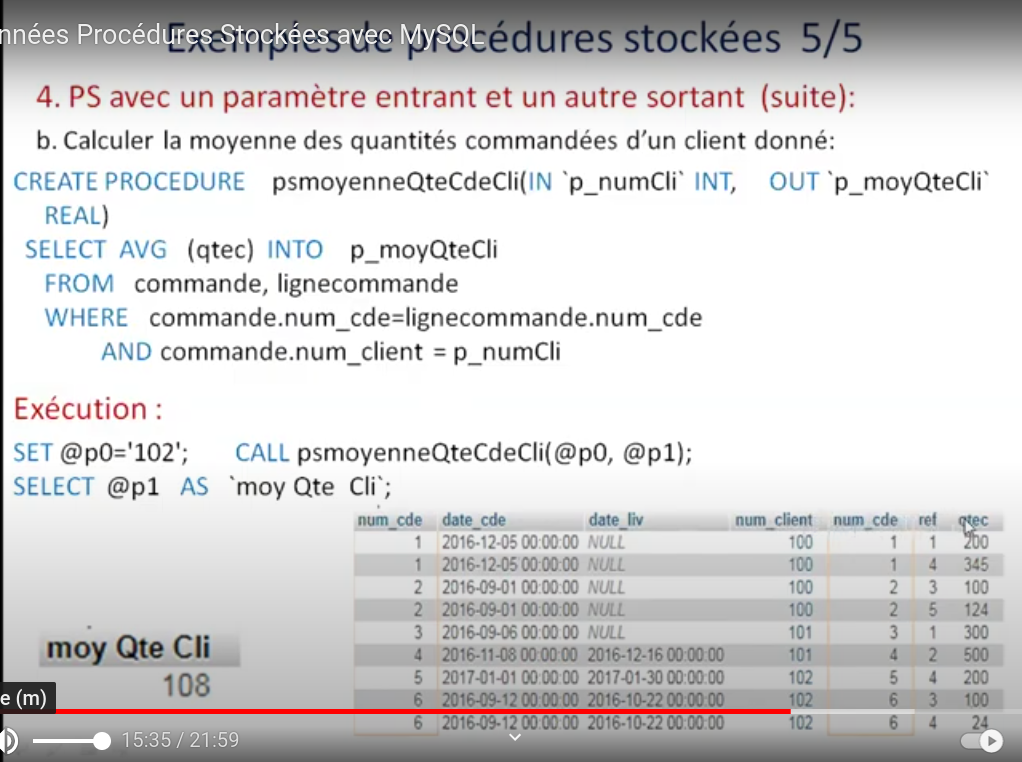 nnées Procédures Stockées avec MySQL
Exemples de procédures stockées 5/5
4. PS avec un paramètre entrant et un autre sortant (suite):
b. Calculer la moyenne des quantités commandées d’un client donné:
CREATE PROCEDURE psmoyenneQteCdeCli(IN `p_numCli` INT, OUT `p_moyQteCli`
REAL)
SELECT AVG (qtec) INTO p_moyQteCli
FROM commande, lignecommande
WHERE commande.num_cde=lignecommande.num_cde
AND commande.num_client = p_numCli
Exécution :
SET @p0='102'; CALL psmoyenneQteCdeCli(@p0, @p1);
SELECT @p1 AS `moy Qte Cli`;
num_cde date_cde date_liv num_client num_cde ref qtec
1 2016-12-05 00:00:00 NULL 100 1 1 200
1 2016-12-05 00:00:00 NULL 100 1 4 345
2 2016-09-01 00:00:00 NULL 100 2 3 100
2 2016-09-01 00:00:00 NULL 100 2 5 124
3 2016-09-06 00:00:00 NULL 101 3 1 300
4 2016-11-08 00:00:00 2016-12-16 00:00:00 101 4 2 500
5 2017-01-01 00:00:00 2017-01-30 00:00:00 102 5 4 200
6 2016-09-12 00:00:00 2016-10-22 00:00:00 102 6 3 100
6 2016-09-12 00:00:00 2016-10-22 00:00:00 102 6 4 24
moy Qte Cli
108
e (m)
15:35 / 21:59